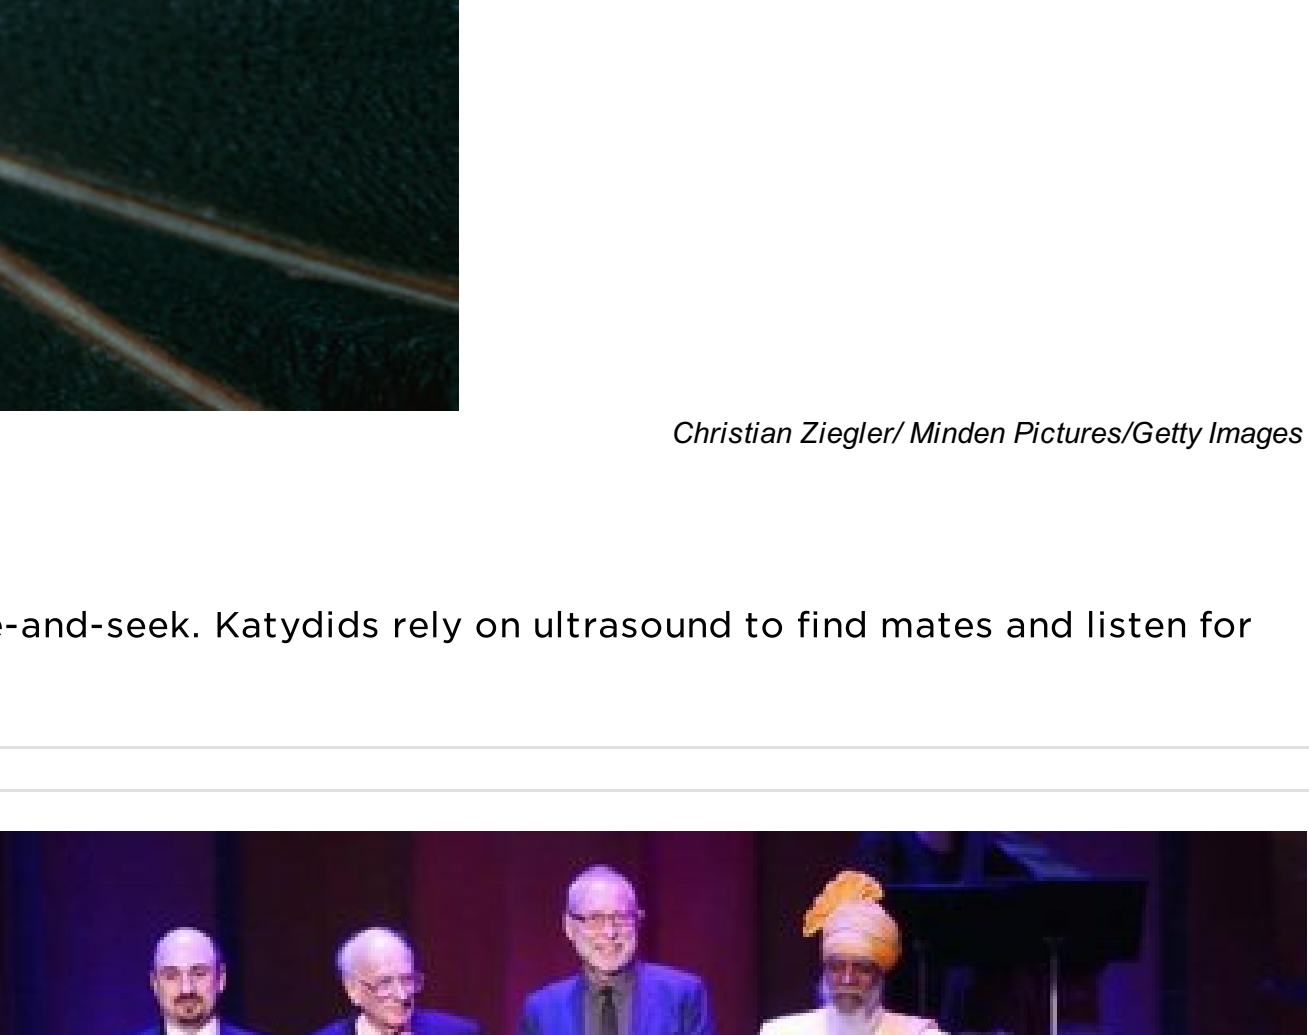 Christian Ziegler/ Minden Pictures/Getty Images
-and-seek. Katydids rely on ultrasound to find mates and listen for